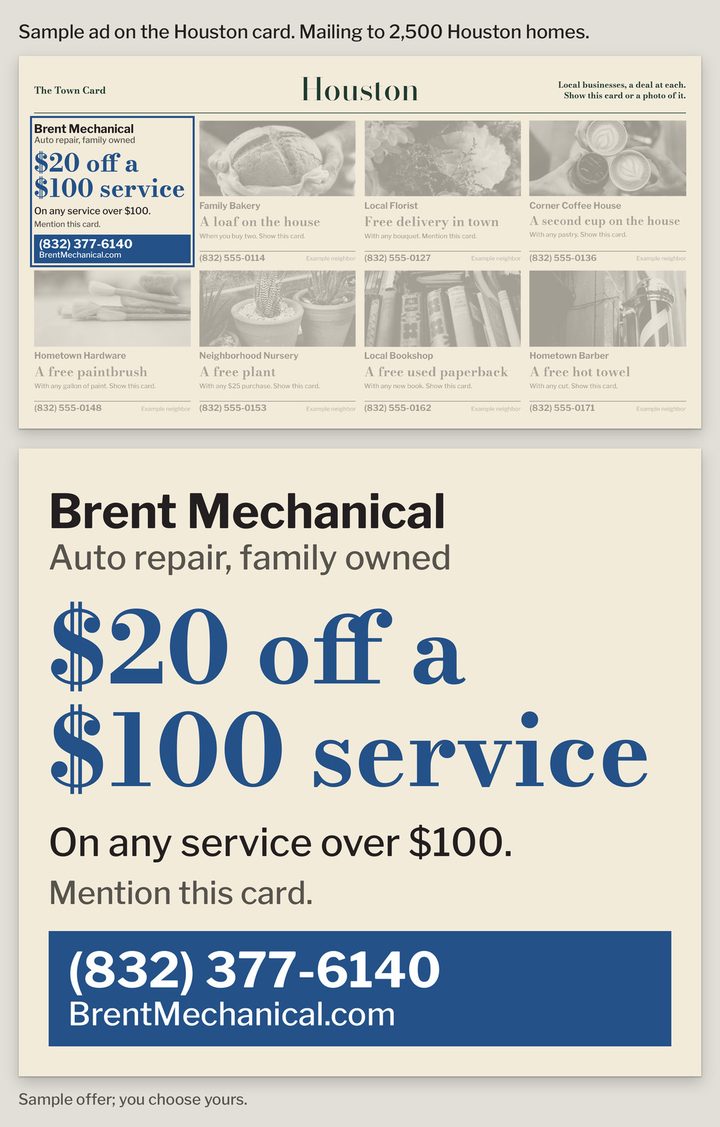 Sample ad on the Houston card. Mailing to 2,500 Houston homes.
The Town Card
Houston
Local businesses, a deal at each.
Show this card or a photo of it.
Brent Mechanical
Auto repair, family owned
$20 off a
$100 service
On any service over $100.
Mention this card.
(832) 377-6140
BrentMechanical.com
Family Bakery
A loaf on the house
When you buy two. Show this card.
(832) 555-0114
Example neighbor
Local Florist
Free delivery in town
With any bouquet. Mention this card.
(832) 555-0127
Example neighbor
Corner Coffee House
A second cup on the house
With any pastry. Show this card.
(832) 555-0136
Example neighbor
Hometown Hardware
A free paintbrush
With any gallon of paint. Show this card.
(832) 555-0148
Example neighbor
Neighborhood Nursery
A free plant
With any $25 purchase. Show this card.
(832) 555-0153
Example neighbor
Local Bookshop
A free used paperback
With any new book. Show this card.
(832) 555-0162
Example neighbor
Hometown Barber
A free hot towel
With any cut. Show this card.
(832) 555-0171
Example neighbor
Brent Mechanical
Auto repair, family owned
$20 off a
$100 service
On any service over $100.
Mention this card.
(832) 377-6140
BrentMechanical.com
Sample offer; you choose yours.